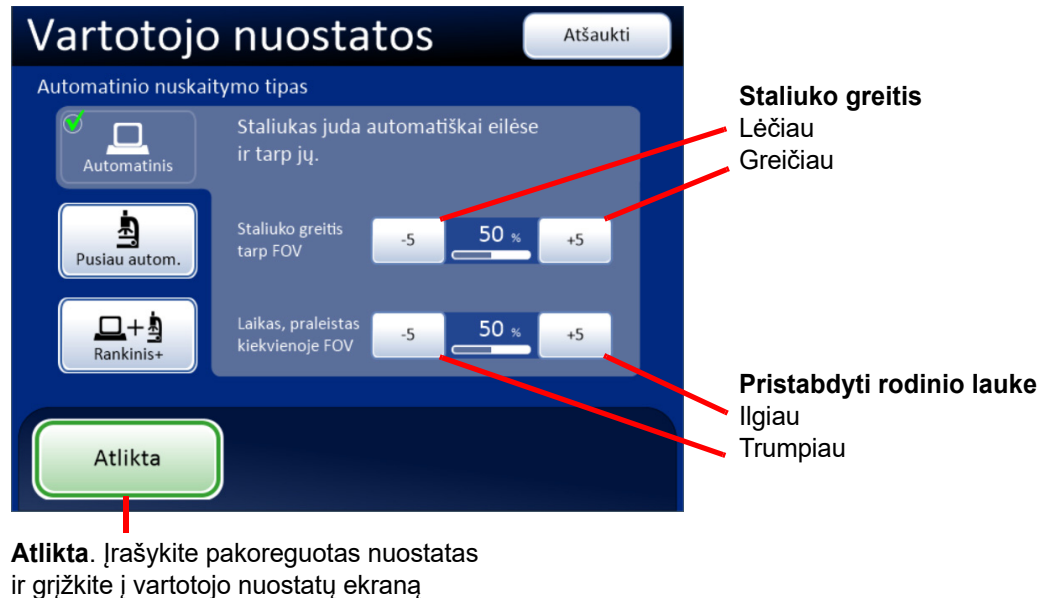 Vartotojo nuostatos
Atšaukti
Automatinio nuskaitymo tipas
Automatinis
Staliukas juda automatiškai eilėse
ir tarp jų.
Pusiau autom.
Staliuko greitis
tarp FOV
-5
50 %
+5
Rankinis+
Laikas, praleistas
kiekvienoje FOV
-5
50 %
+5
Atlikta
Staliuko greitis
Lėčiau
Greičiau
Pristabdyti rodinio lauke
Ilgiau
Trumpiau
Atlikta. Įrašykite pakoreguotas nuostatas
ir grįžkite į vartotojo nuostatų ekraną